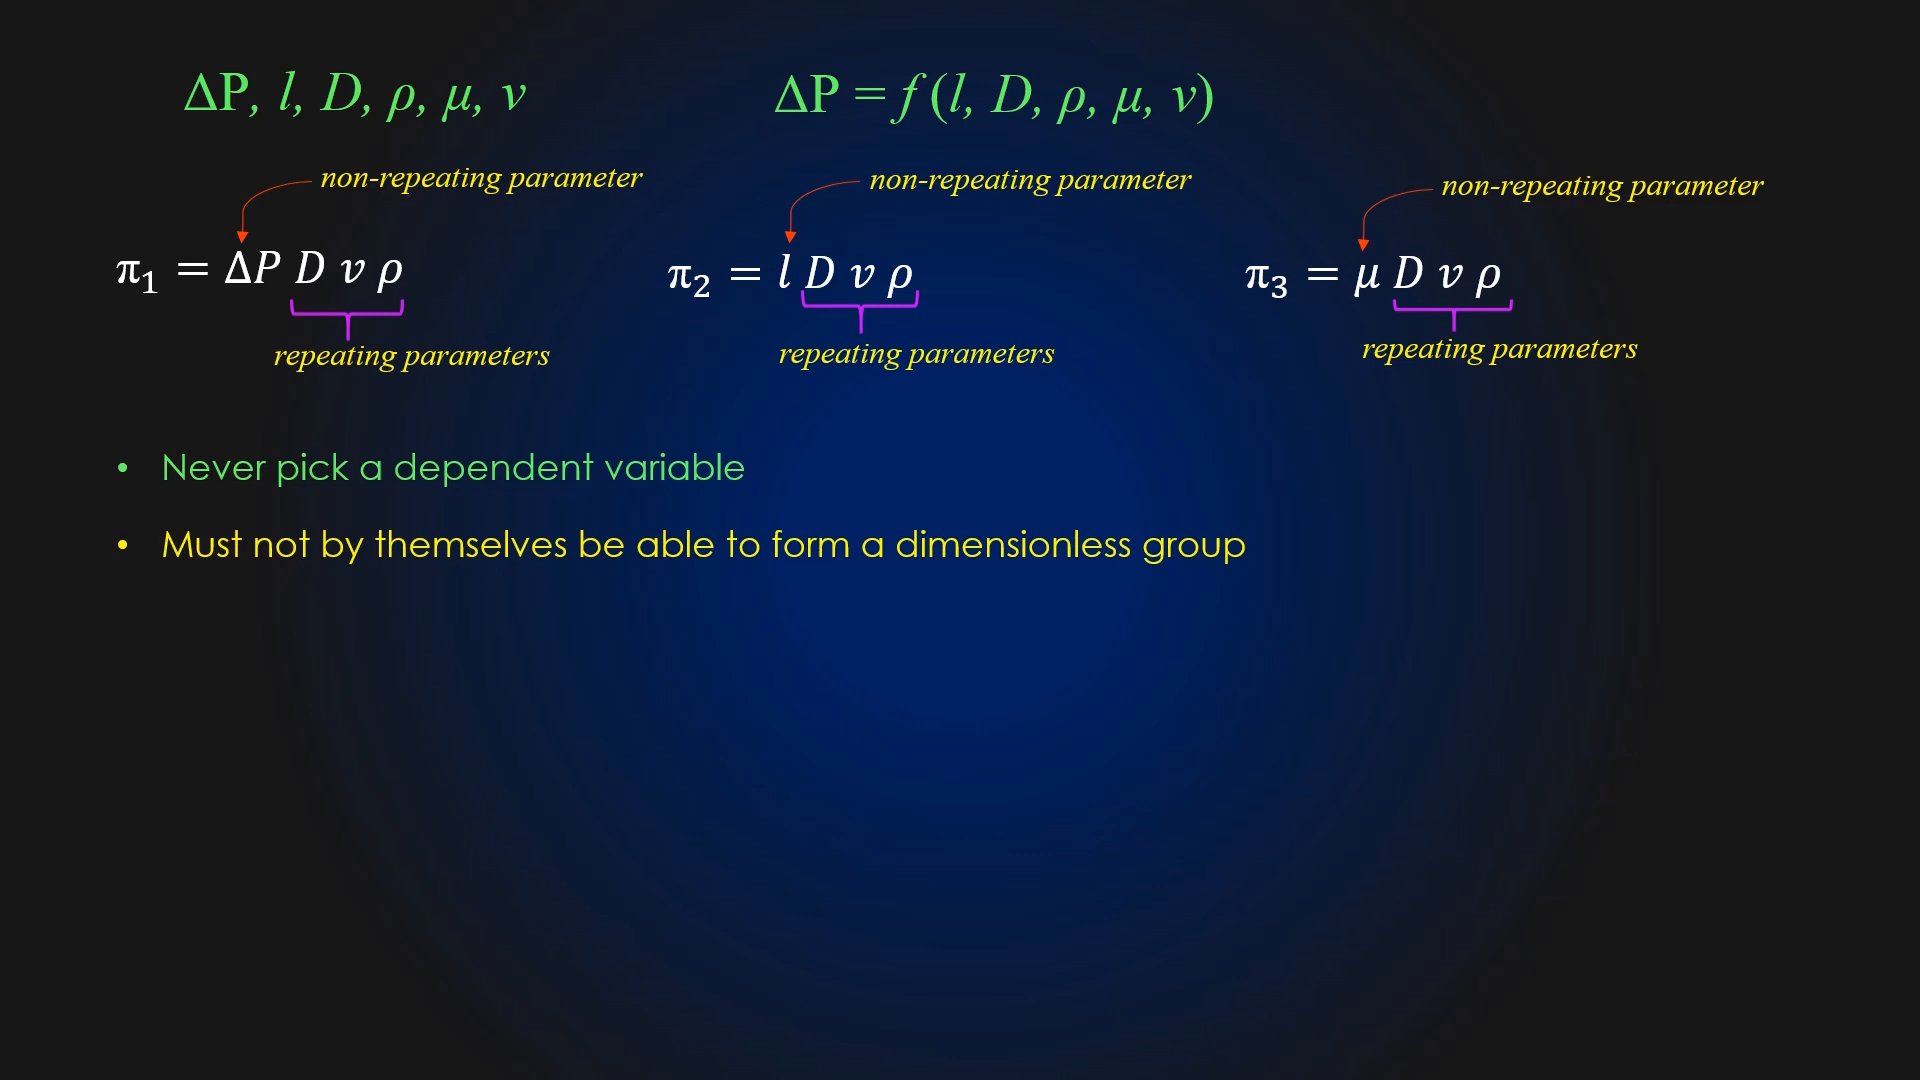 ΔP, l, D, ρ, μ, v
ΔP = f (l, D, ρ, μ, v)
non-repeating parameter
non-repeating parameter
non-repeating parameter
π₁ = ΔP D v ρ
π₂ = l D v ρ
π₃ = μ D v ρ
repeating parameters
repeating parameters
repeating parameters
• Never pick a dependent variable
• Must not by themselves be able to form a dimensionless group